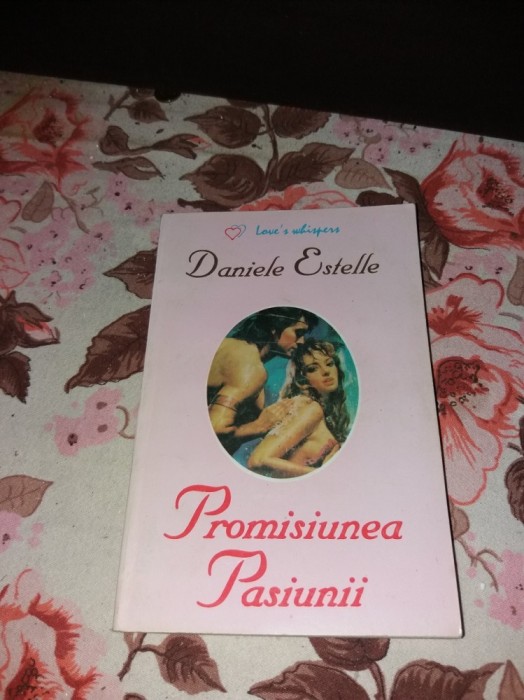 Love's whispers
Daniele Estelle
Promisiunea
Pasiunii